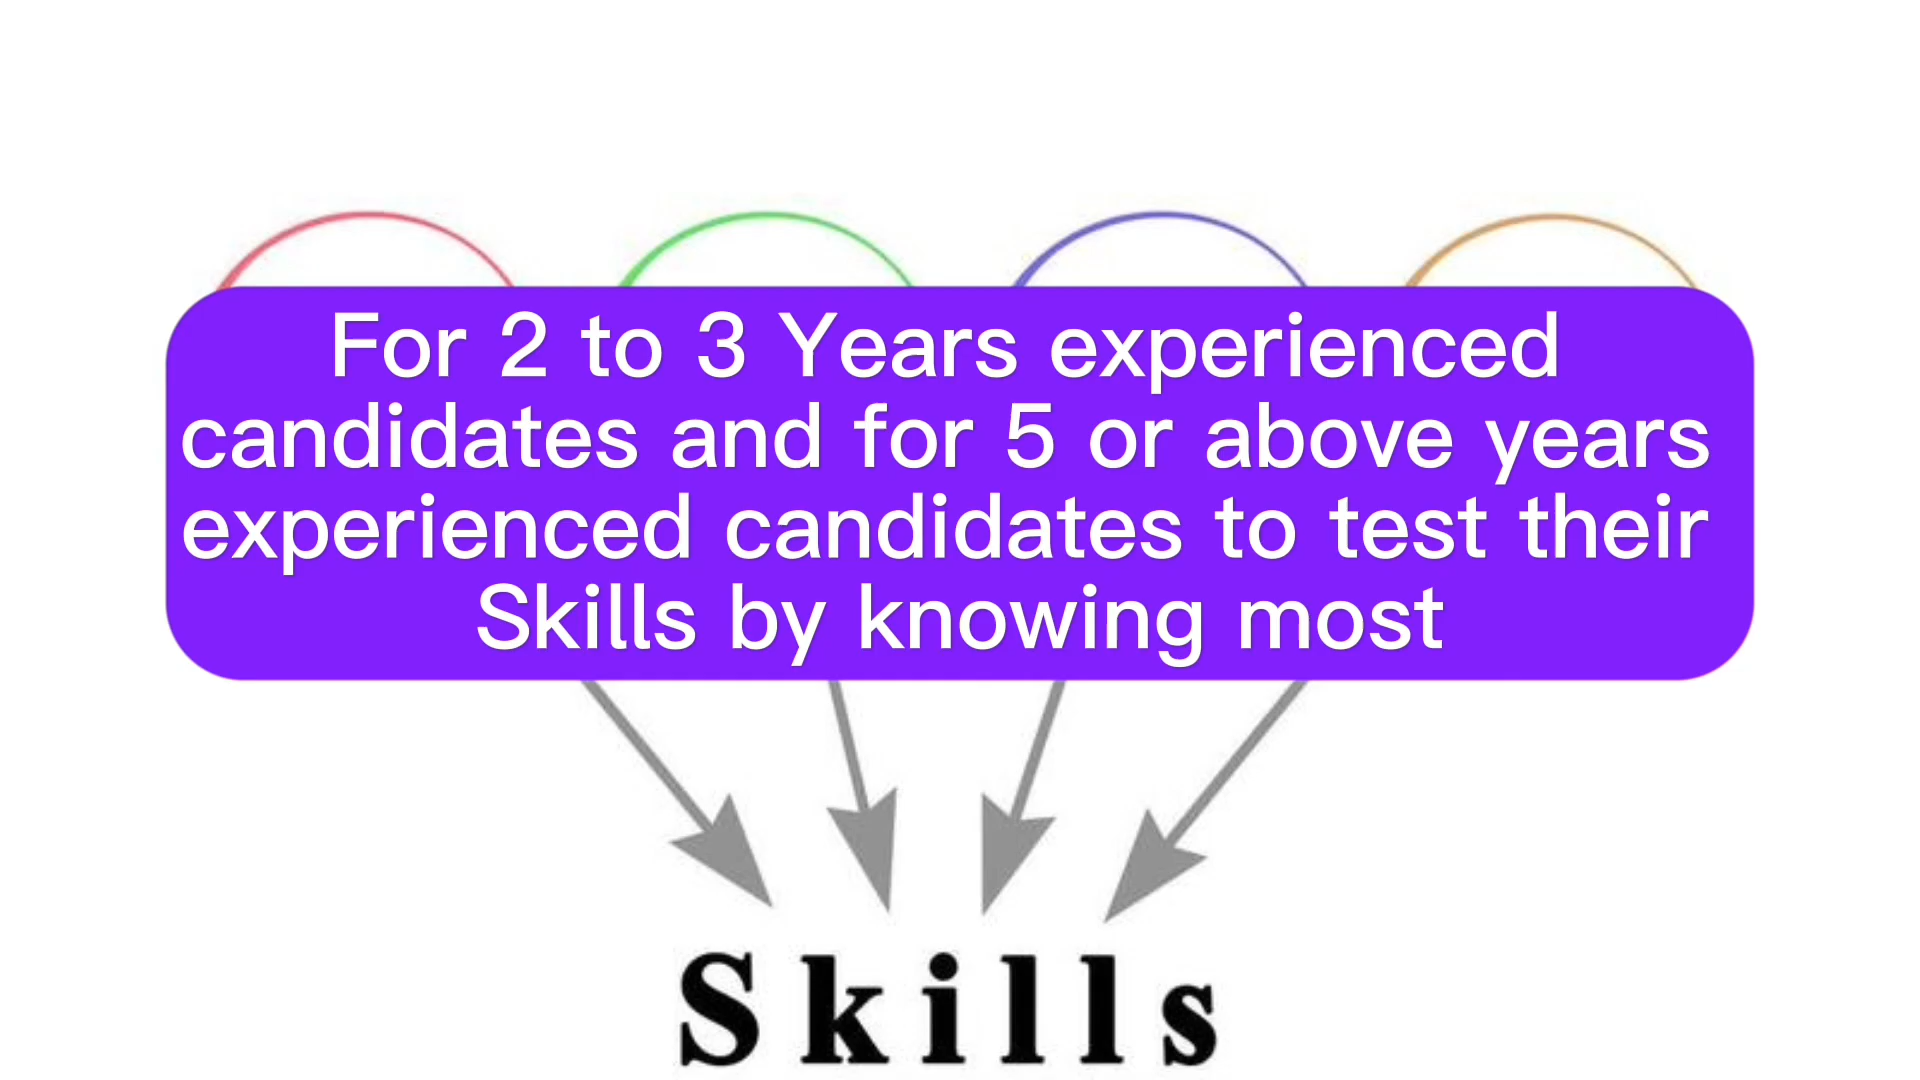 For 2 to 3 Years experienced
candidates and for 5 or above years
experienced candidates to test their
Skills by knowing most
Skills